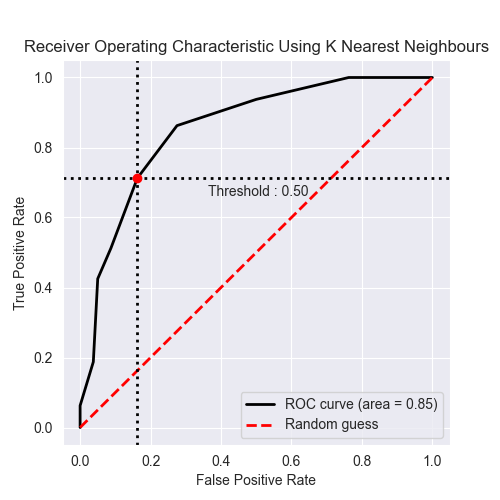 Receiver Operating Characteristic Using K Nearest Neighbours
1.0
0.8
0.6
0.4
0.2
0.0
True Positive Rate
Threshold : 0.50
ROC curve (area = 0.85)
Random guess
0.0 0.2 0.4 0.6 0.8 1.0
False Positive Rate